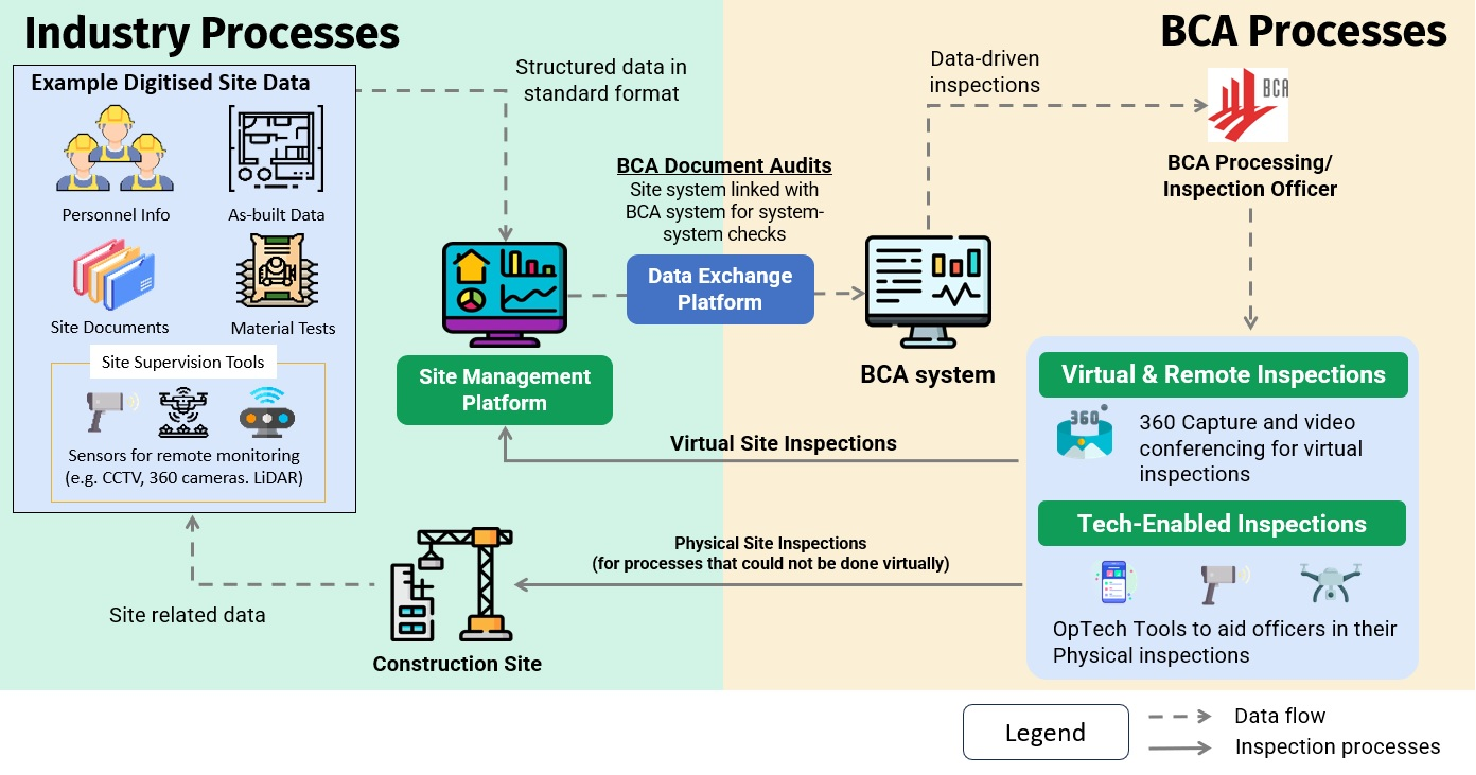 Industry Processes
BCA Processes
Example Digitised Site Data
Personnel Info
As-built Data
Site Documents
Material Tests
Site Supervision Tools
Sensors for remote monitoring
(e.g. CCTV, 360 cameras. LiDAR)
Structured data in
standard format
BCA Document Audits
Site system linked with
BCA system for system-
system checks
Data Exchange
Platform
Site Management
Platform
Data-driven
inspections
BCA
BCA Processing/
Inspection Officer
BCA system
Virtual & Remote Inspections
360°
360 Capture and video
conferencing for virtual
inspections
Tech-Enabled Inspections
OpTech Tools to aid officers in their
Physical inspections
Virtual Site Inspections
Physical Site Inspections
(for processes that could not be done virtually)
Site related data
Construction Site
Legend
Data flow
Inspection processes